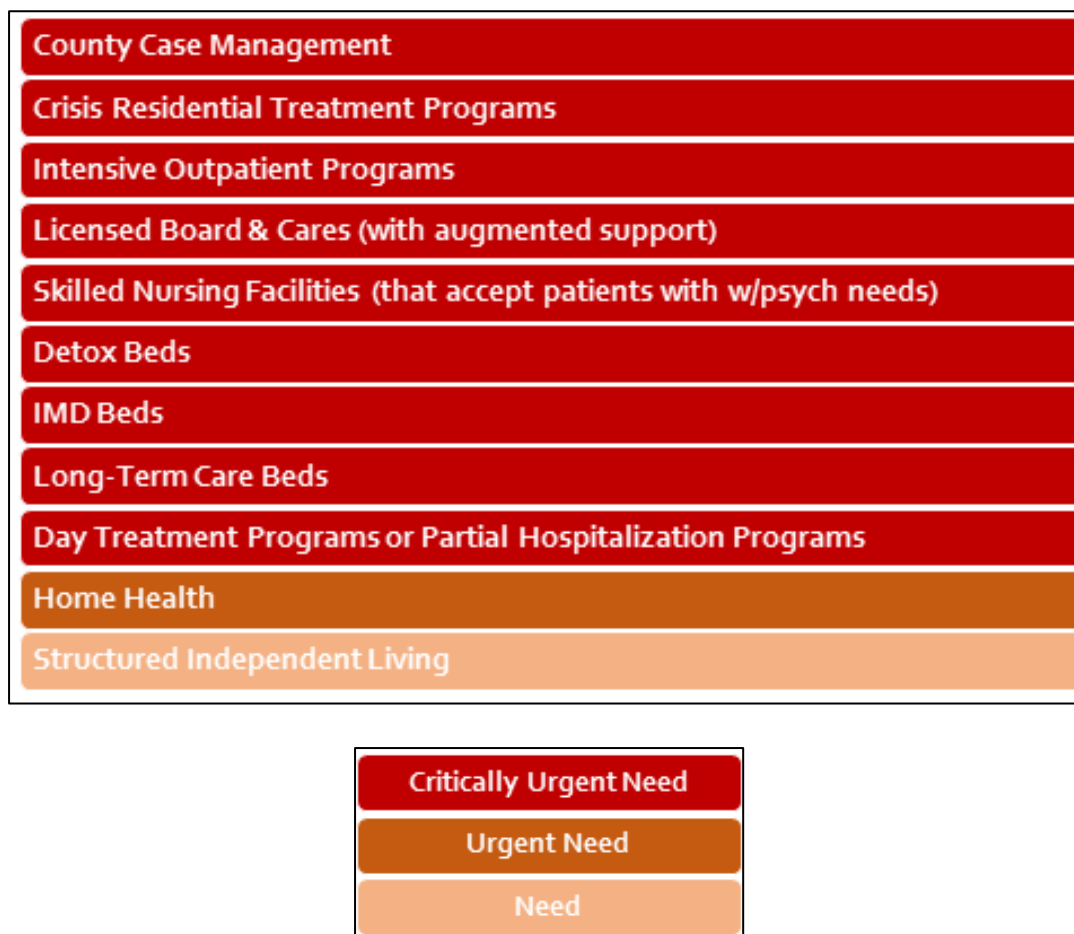 County Case Management
Crisis Residential Treatment Programs
Intensive Outpatient Programs
Licensed Board & Cares (with augmented support)
Skilled Nursing Facilities (that accept patients with w/psych needs)
Detox Beds
IMD Beds
Long-Term Care Beds
Day Treatment Programs or Partial Hospitalization Programs
Home Health
Structured Independent Living
Critically Urgent Need
Urgent Need
Need